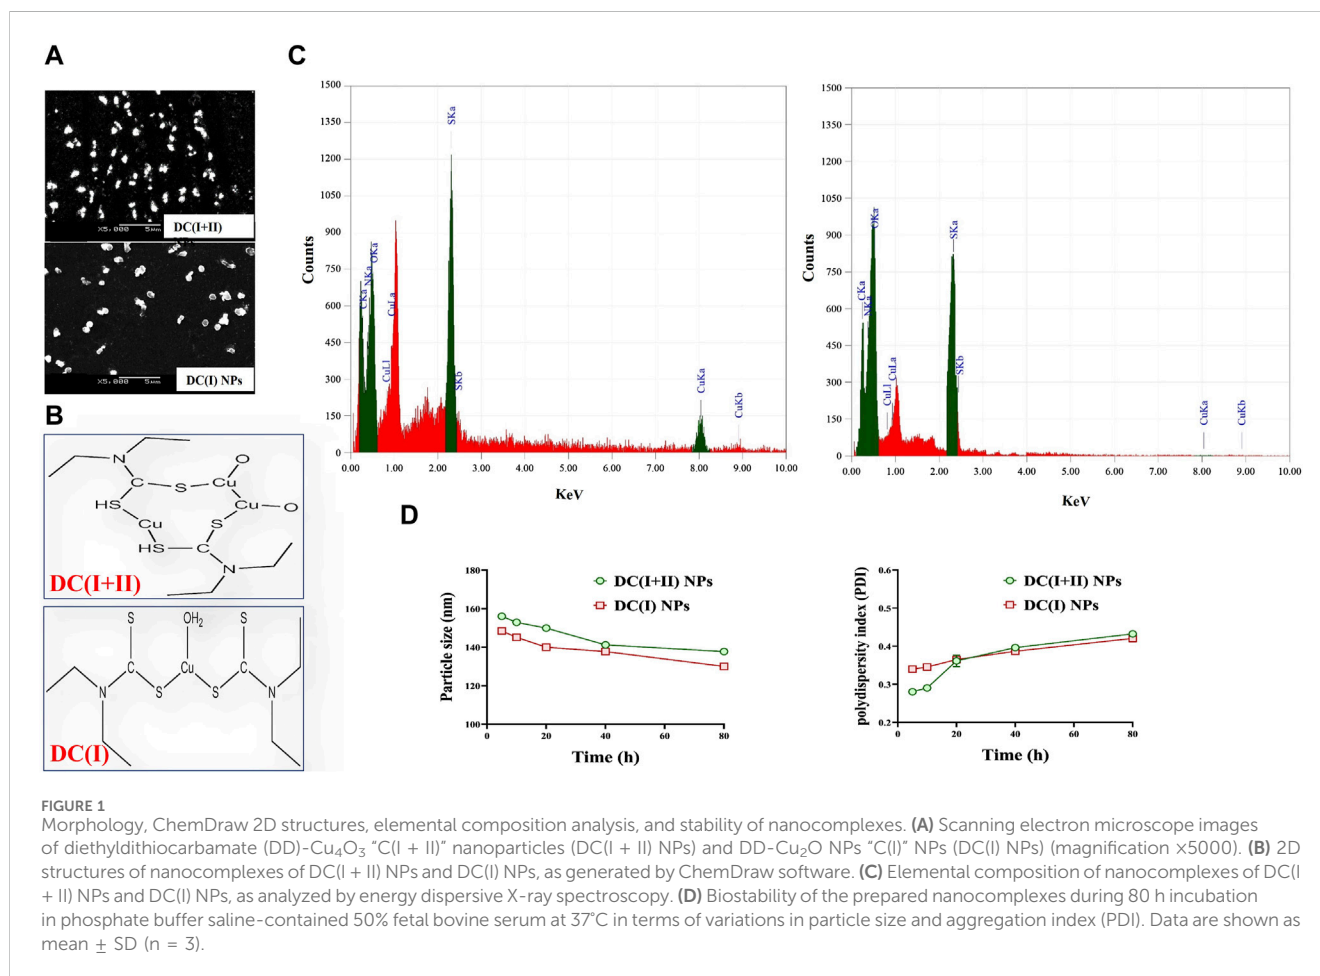 A
X5,000 5μm
DC(I+II)
X5,000 5μm
DC(I) NPs
B
N
C
S
Cu
O
HS
Cu
O
Cu
S
HS
C
N
DC(I+II)
S
OH2
S
C
Cu
C
N
S
S
N
DC(I)
C
Counts
1500
1350
1200
1050
900
750
600
450
300
150
0
CKa
NKa
OKa
CuLl
CuLa
SKa
SKb
CuKa
CuKb
0.00 1.00 2.00 3.00 4.00 5.00 6.00 7.00 8.00 9.00 10.00
KeV
Counts
1500
1350
1200
1050
900
750
600
450
300
150
0
CKa
NKa
OKa
CuLl
CuLa
SKa
SKb
CuKa
CuKb
0.00 1.00 2.00 3.00 4.00 5.00 6.00 7.00 8.00 9.00 10.00
KeV
D
Particle size (nm)
180
160
140
120
100
DC(I+II) NPs
DC(I) NPs
0 20 40 60 80
Time (h)
polydispersity index (PDI)
0.6
0.5
0.4
0.3
0.2
DC(I+II) NPs
DC(I) NPs
0 20 40 60 80
Time (h)
FIGURE 1
Morphology, ChemDraw 2D structures, elemental composition analysis, and stability of nanocomplexes. (A) Scanning electron microscope images
of diethyldithiocarbamate (DD)-Cu4O3 "C(I + II)" nanoparticles (DC(I + II) NPs) and DD-Cu2O NPs "C(I)" NPs (DC(I) NPs) (magnification ×5000). (B) 2D
structures of nanocomplexes of DC(I + II) NPs and DC(I) NPs, as generated by ChemDraw software. (C) Elemental composition of nanocomplexes of DC(I
+ II) NPs and DC(I) NPs, as analyzed by energy dispersive X-ray spectroscopy. (D) Biostability of the prepared nanocomplexes during 80 h incubation
in phosphate buffer saline-contained 50% fetal bovine serum at 37°C in terms of variations in particle size and aggregation index (PDI). Data are shown as
mean ± SD (n = 3).